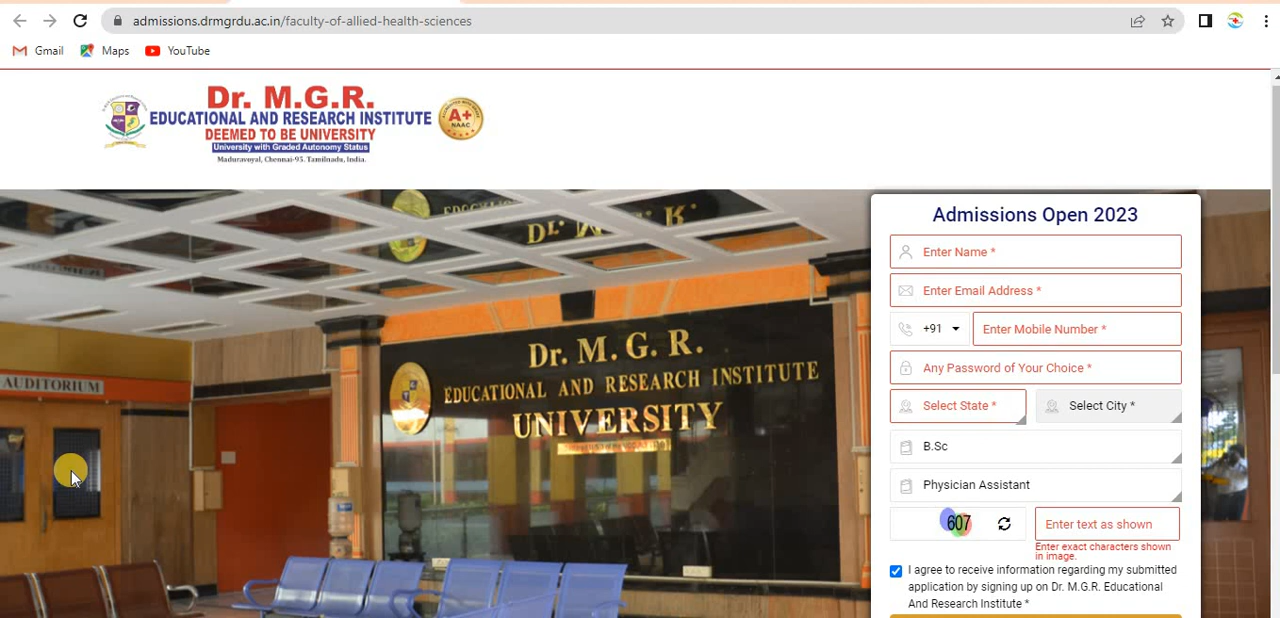 admissions.drmgrdu.ac.in/faculty-of-allied-health-sciences
Gmail Maps YouTube
Dr. M.G.R.
EDUCATIONAL AND RESEARCH INSTITUTE
DEEMED TO BE UNIVERSITY
University with Graded Autonomy Status
Maduravoyal, Chennai-95. Tamilnadu, India.
A+
NAAC
AUDITORIUM
Dr. M. G. R.
EDUCATIONAL AND RESEARCH INSTITUTE
UNIVERSITY
Admissions Open 2023
Enter Name *
Enter Email Address *
+91 Enter Mobile Number *
Any Password of Your Choice *
Select State * Select City *
B.Sc
Physician Assistant
607 Enter text as shown
Enter exact characters shown
in image.
I agree to receive information regarding my submitted
application by signing up on Dr. M.G.R. Educational
And Research Institute *